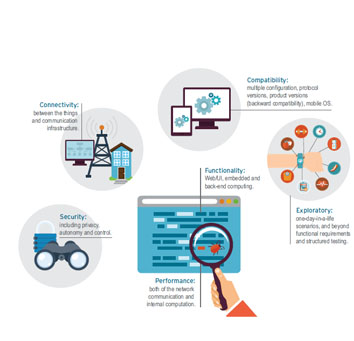 Compatibility:
multiple configuration, protocol
versions, product versions
(backward compatibility), mobile OS.
Connectivity:
between the things
and communication
infrastructure.
Functionality:
Web/UI, embedded and
back-end computing.
Exploratory:
one-day-in-a-life
scenarios, and beyond
functional requirements
and structured testing.
Security:
including privacy,
autonomy and control.
Performance:
both of the network
communication and
internal computation.